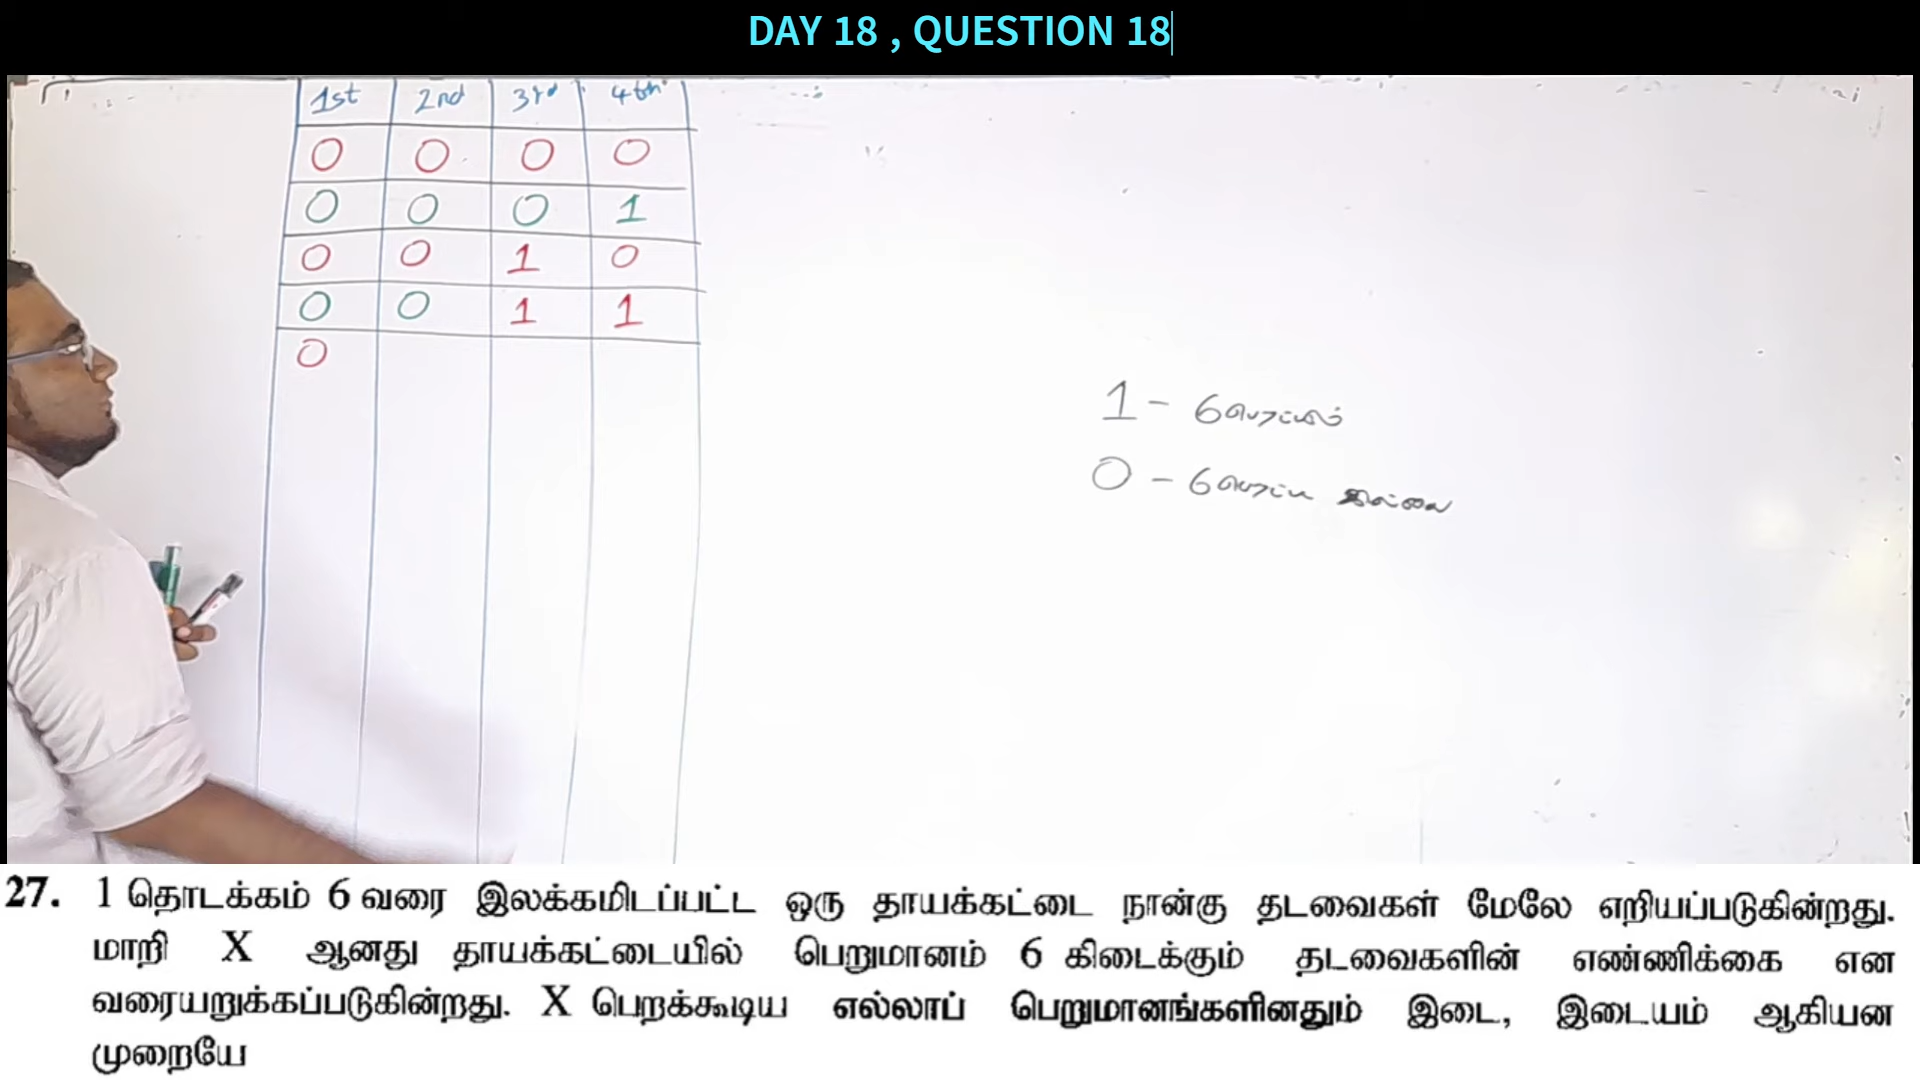 DAY 18 , QUESTION 18
1st 2nd 3rd 4th
0 0 0 0
0 0 0 1
0 0 1 0
0 0 1 1
0
1 -
0 - இல்லை
27. 1 தொடக்கம் 6 வரை இலக்கமிடப்பட்ட ஒரு தாயக்கட்டை நான்கு தடவைகள் மேலே எறியப்படுகின்றது.
மாறி X ஆனது தாயக்கட்டையில் பெறுமானம் 6 கிடைக்கும் தடவைகளின் எண்ணிக்கை என
வரையறுக்கப்படுகின்றது. X பெறக்கூடிய எல்லாப் பெறுமானங்களினதும் இடை, இடையம் ஆகியன
முறையே